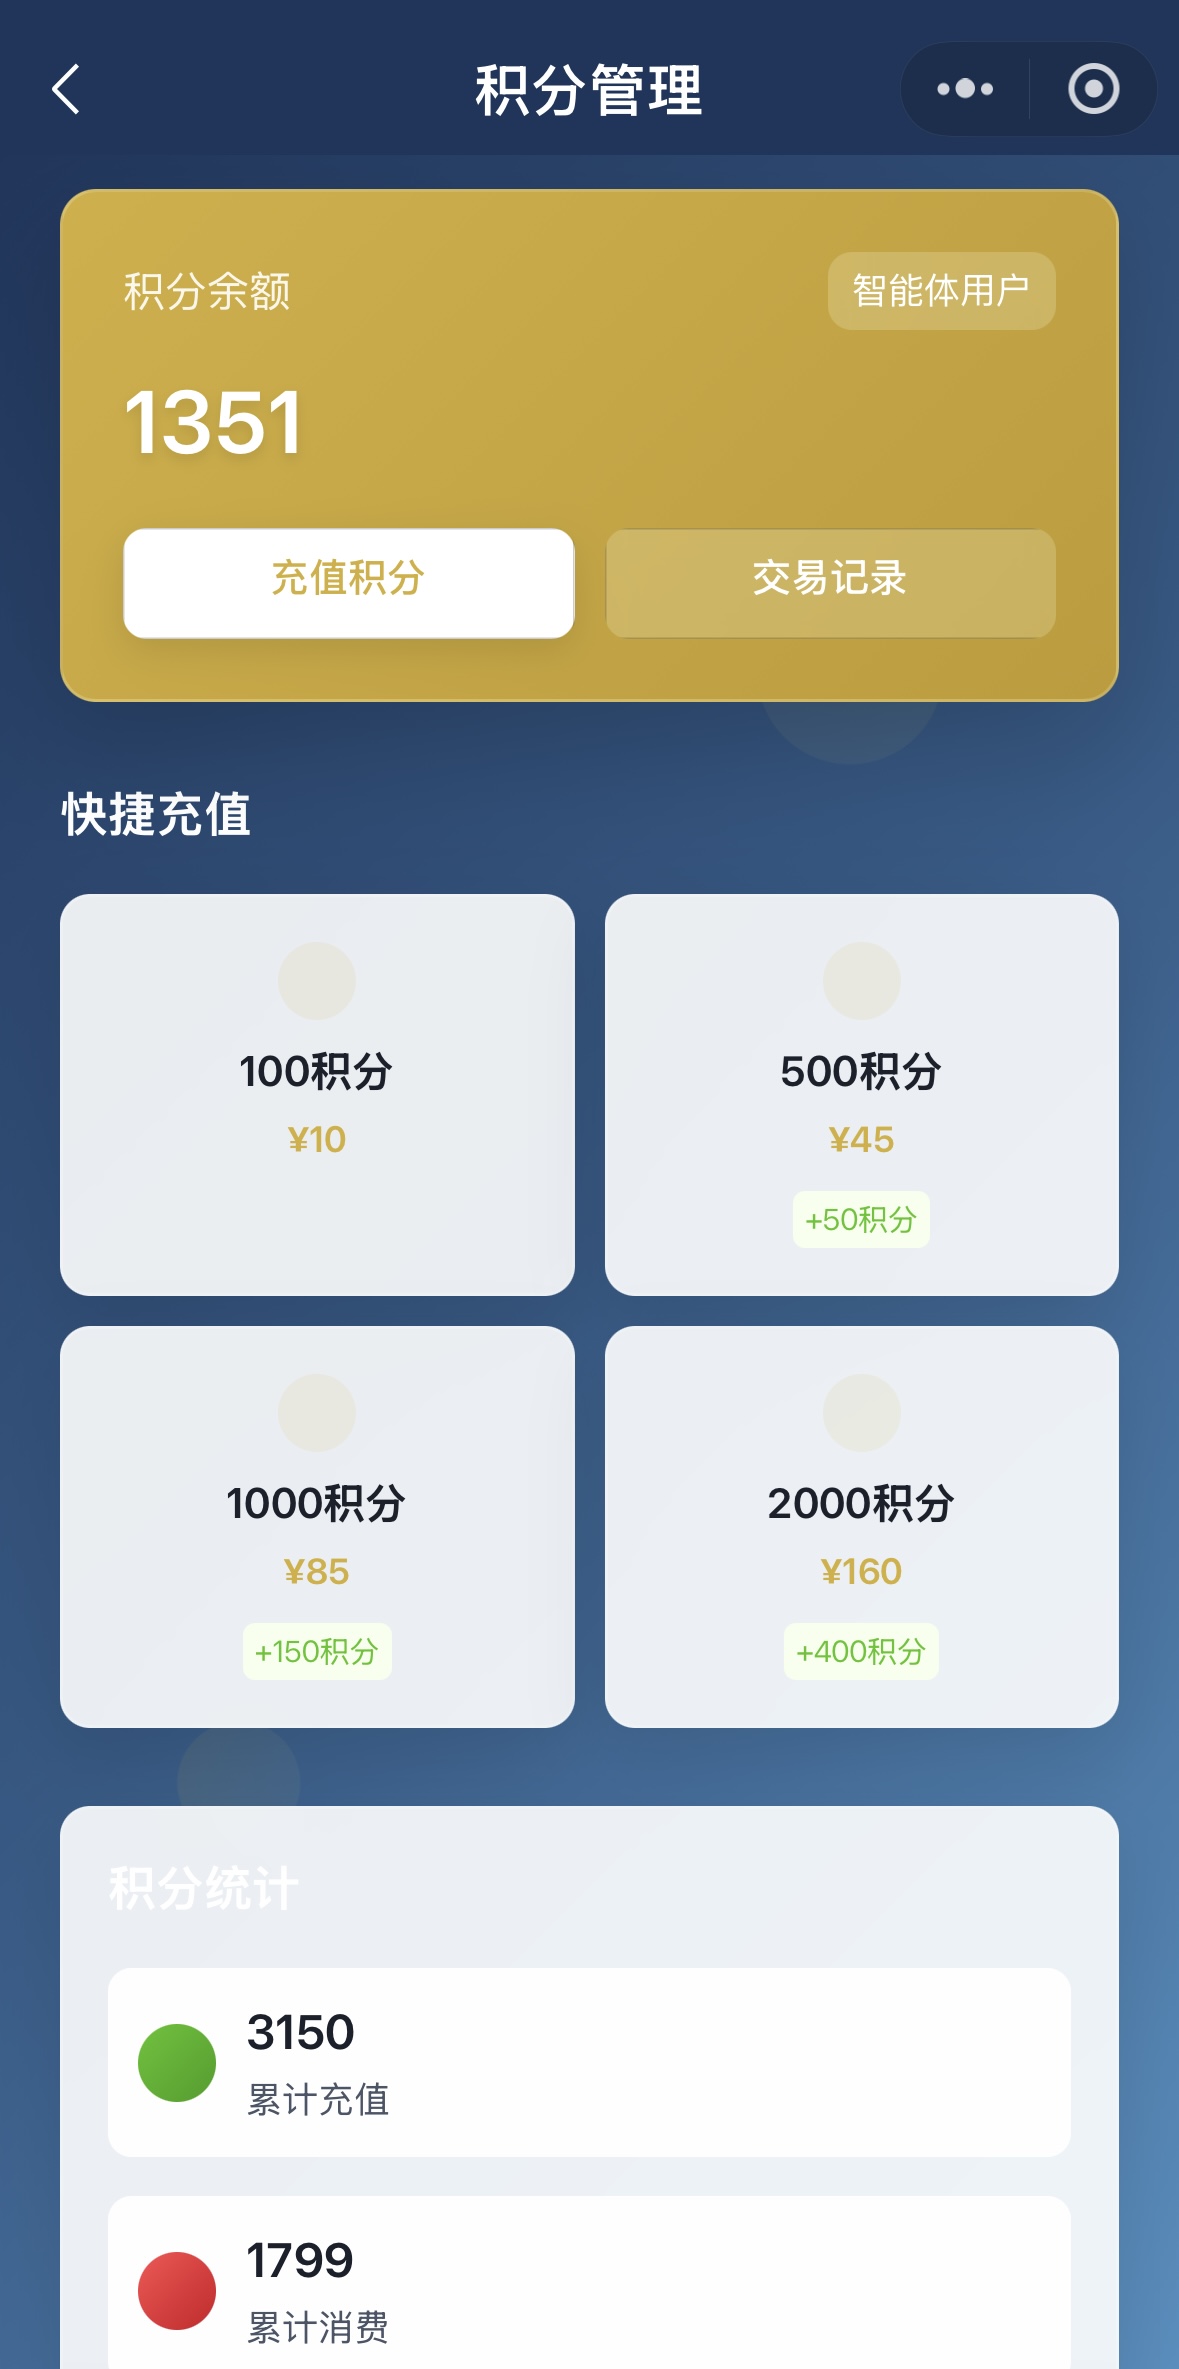 积分管理
积分余额
智能体用户
1351
充值积分
交易记录
快捷充值
100积分
¥10
500积分
¥45
+50积分
1000积分
¥85
+150积分
2000积分
¥160
+400积分
积分统计
3150
累计充值
1799
累计消费